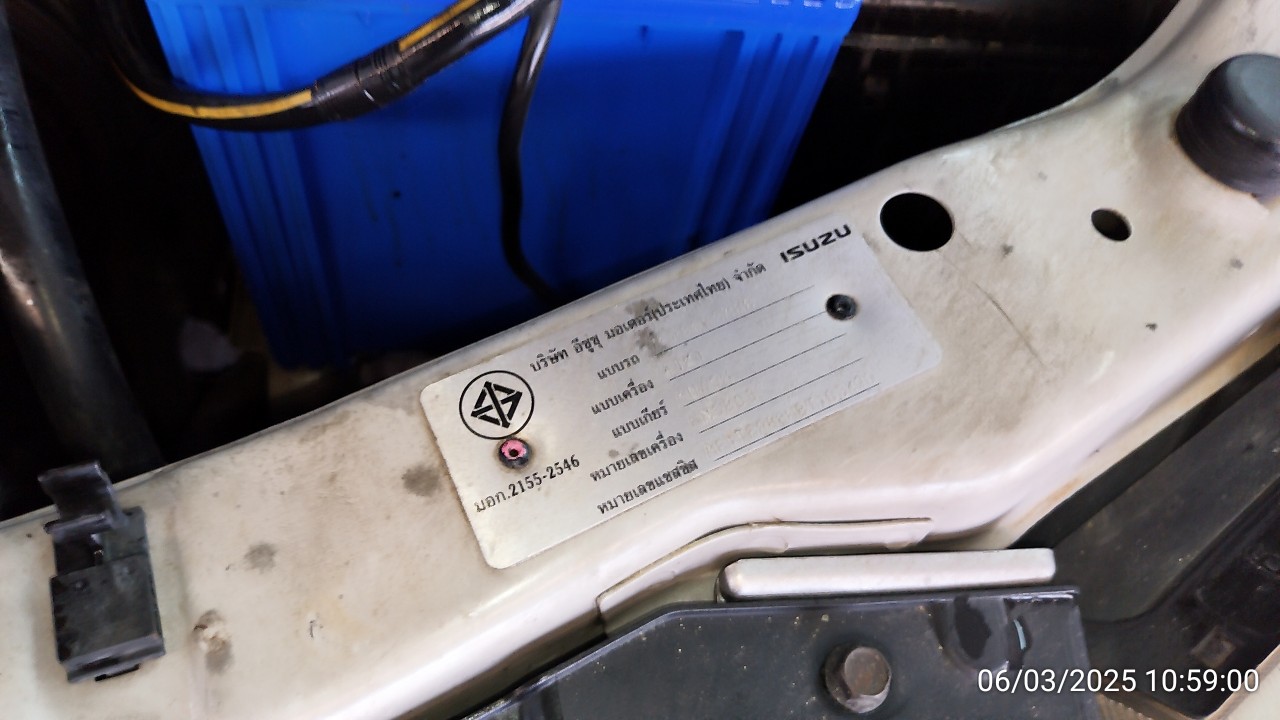 บริษัท อีซูซุ มอเตอร์(ประเทศไทย) จำกัด ISUZU
แบบรถ
แบบเครื่อง
แบบเกียร์
หมายเลขเครื่อง
หมายเลขแชสซิส
มอก.2155-2546
06/03/2025 10:59:00